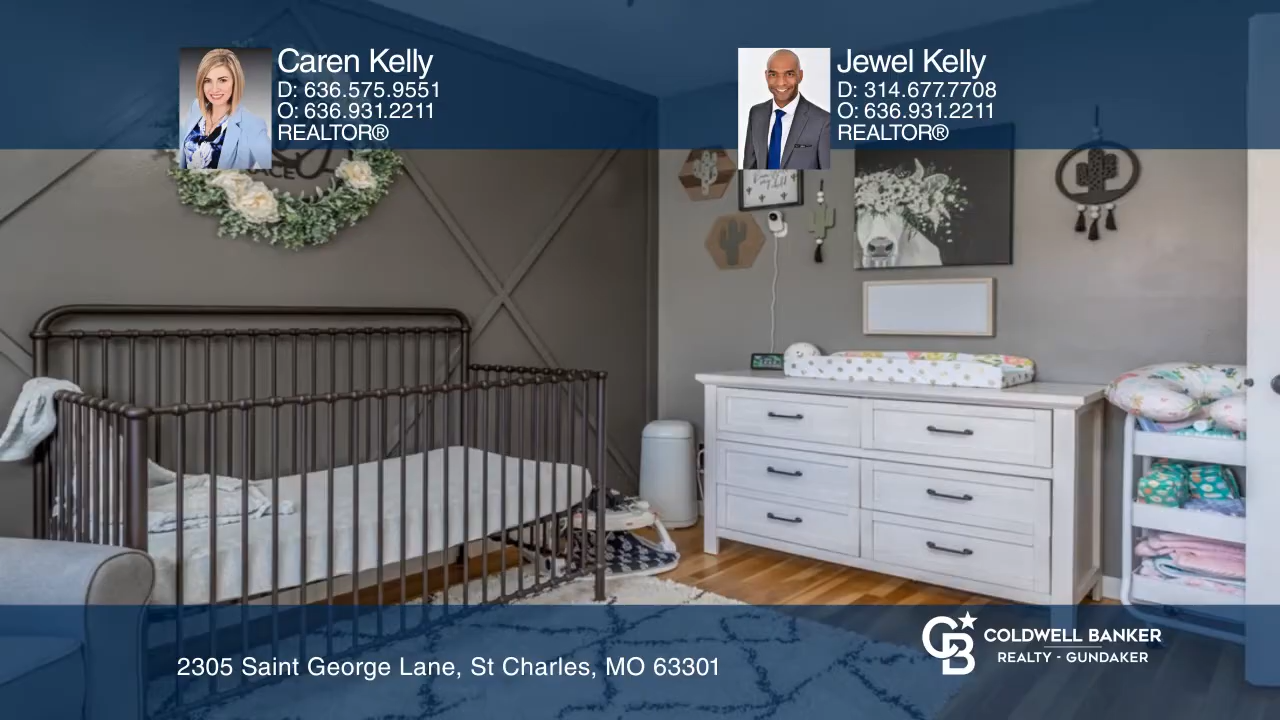 Caren Kelly
D: 636.575.9551
O: 636.931.2211
REALTOR®
Jewel Kelly
D: 314.677.7708
O: 636.931.2211
REALTOR®
2305 Saint George Lane, St Charles, MO 63301
CB
COLDWELL BANKER
REALTY - GUNDAKER